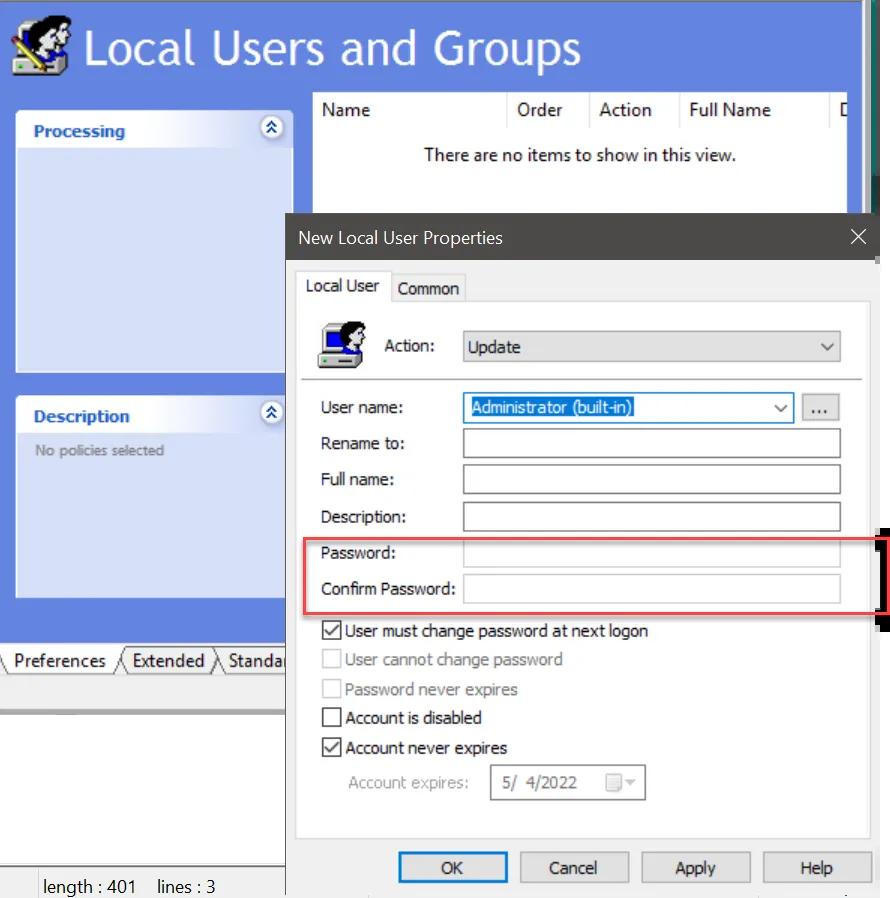 Local Users and Groups
Processing
Name Order Action Full Name
There are no items to show in this view.
Description
No policies selected
Preferences Extended
length : 401 lines : 3
New Local User Properties
Local User Common
Action: Update
User name: Administrator (built-in) ...
Rename to:
Full name:
Description:
Password:
Confirm Password:
User must change password at next logon
User cannot change password
Password never expires
Account is disabled
Account never expires
Account expires: 5/ 4/2022
OK Cancel Apply Help